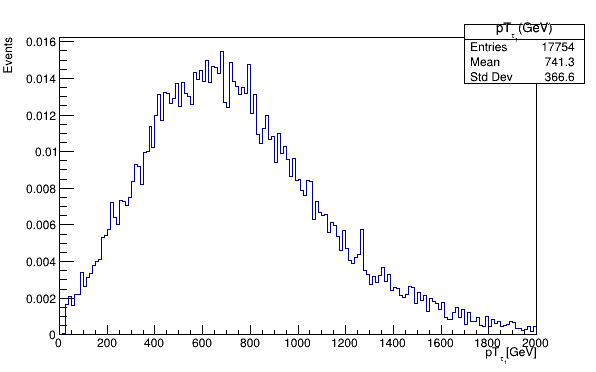 pT_τ₁(GeV)
Entries 17754
Mean 741.3
Std Dev 366.6
Events
0.016
0.014
0.012
0.01
0.008
0.006
0.004
0.002
0
0 200 400 600 800 1000 1200 1400 1600 1800 2000
pT_τ₁[GeV]